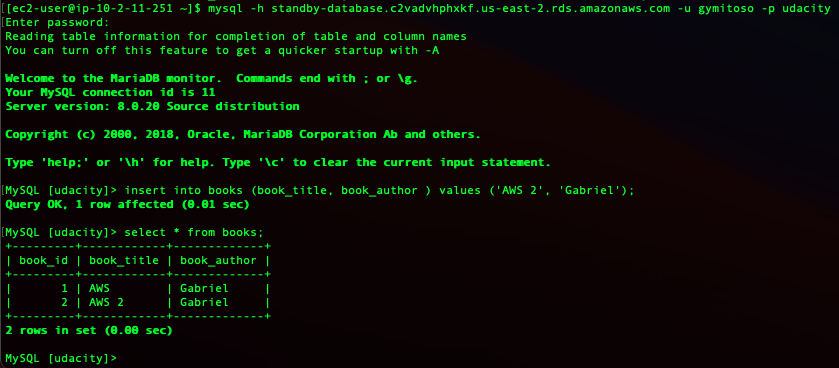 [[ec2-user@ip-10-2-11-251 ~]$ mysql -h standby-database.c2vadvhphxkf.us-east-2.rds.amazonaws.com -u gymitoso -p udacity
[Enter password:
Reading table information for completion of table and column names
You can turn off this feature to get a quicker startup with -A
Welcome to the MariaDB monitor.  Commands end with ; or \g.
Your MySQL connection id is 11
Server version: 8.0.20 Source distribution
Copyright (c) 2000, 2018, Oracle, MariaDB Corporation Ab and others.
Type 'help;' or '\h' for help. Type '\c' to clear the current input statement.
[MySQL [udacity]> insert into books (book_title, book_author ) values ('AWS 2', 'Gabriel');
Query OK, 1 row affected (0.01 sec)
[MySQL [udacity]> select * from books;
+---------+------------+-------------+
| book_id | book_title | book_author |
+---------+------------+-------------+
|       1 | AWS        | Gabriel     |
|       2 | AWS 2      | Gabriel     |
+---------+------------+-------------+
2 rows in set (0.00 sec)
MySQL [udacity]>